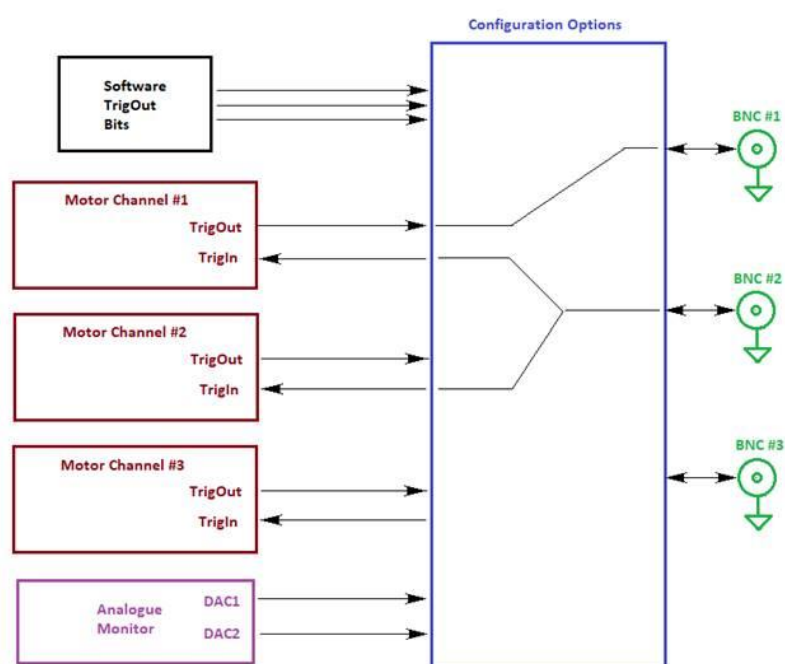 Configuration Options
Software
TrigOut
Bits
BNC #1
Motor Channel #1
TrigOut
TrigIn
BNC #2
Motor Channel #2
TrigOut
TrigIn
BNC #3
Motor Channel #3
TrigOut
TrigIn
Analogue
Monitor
DAC1
DAC2